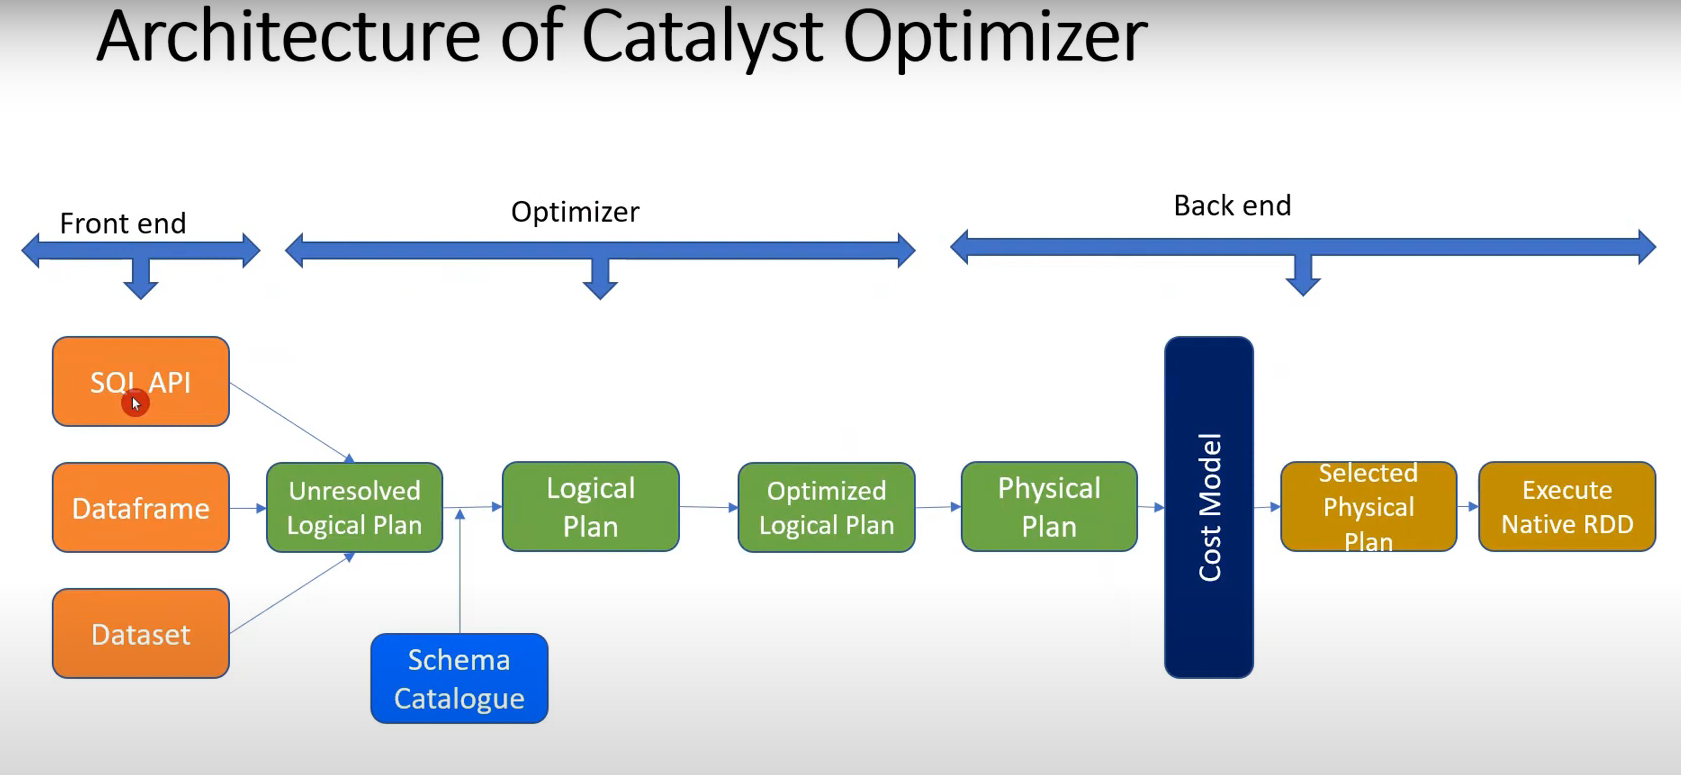 Architecture of Catalyst Optimizer
Front end
Optimizer
Back end
SQL API
Dataframe
Dataset
Unresolved
Logical Plan
Schema
Catalogue
Logical
Plan
Optimized
Logical Plan
Physical
Plan
Cost Model
Selected
Physical
Plan
Execute
Native RDD